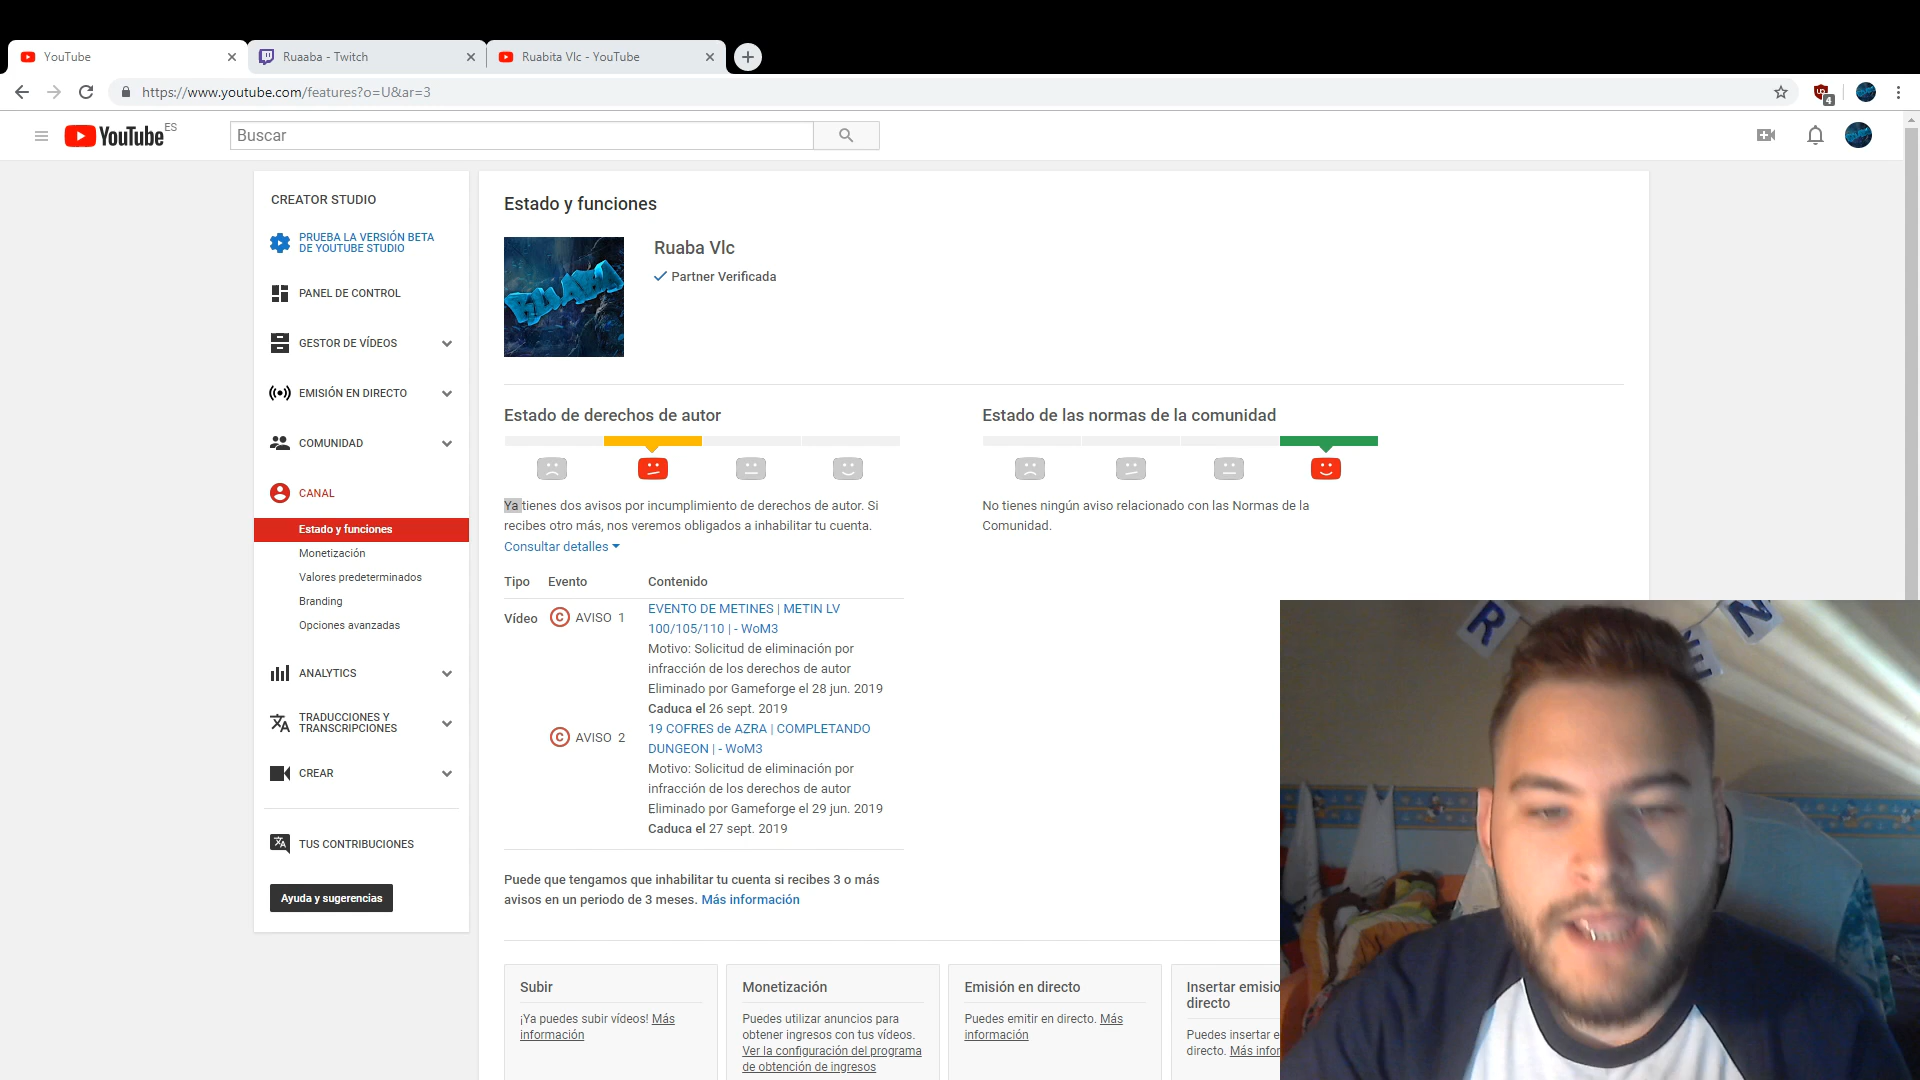 YouTube
Ruaaba - Twitch
Ruabita Vlc - YouTube
https://www.youtube.com/features?o=U&ar=3
4
YouTube ES
Buscar
CREATOR STUDIO
PRUEBA LA VERSIÓN BETA
DE YOUTUBE STUDIO
PANEL DE CONTROL
GESTOR DE VÍDEOS
EMISIÓN EN DIRECTO
COMUNIDAD
CANAL
Estado y funciones
Monetización
Valores predeterminados
Branding
Opciones avanzadas
ANALYTICS
TRADUCCIONES Y
TRANSCRIPCIONES
CREAR
TUS CONTRIBUCIONES
Ayuda y sugerencias
Estado y funciones
RUABA
Ruaba Vlc
Partner Verificada
Estado de derechos de autor
Ya tienes dos avisos por incumplimiento de derechos de autor. Si
recibes otro más, nos veremos obligados a inhabilitar tu cuenta.
Consultar detalles
Tipo Evento Contenido
Vídeo © AVISO 1 EVENTO DE METINES | METIN LV
100/105/110 | - WoM3
Motivo: Solicitud de eliminación por
infracción de los derechos de autor
Eliminado por Gameforge el 28 jun. 2019
Caduca el 26 sept. 2019
© AVISO 2 19 COFRES de AZRA | COMPLETANDO
DUNGEON | - WoM3
Motivo: Solicitud de eliminación por
infracción de los derechos de autor
Eliminado por Gameforge el 29 jun. 2019
Caduca el 27 sept. 2019
Puede que tengamos que inhabilitar tu cuenta si recibes 3 o más
avisos en un periodo de 3 meses. Más información
Estado de las normas de la comunidad
No tienes ningún aviso relacionado con las Normas de la
Comunidad.
Subir
¡Ya puedes subir vídeos! Más
información
Monetización
Puedes utilizar anuncios para
obtener ingresos con tus vídeos.
Ver la configuración del programa
de obtención de ingresos
Emisión en directo
Puedes emitir en directo. Más
información
Insertar emisio
directo
Puedes insertar e
directo. Más infor
R
E
N